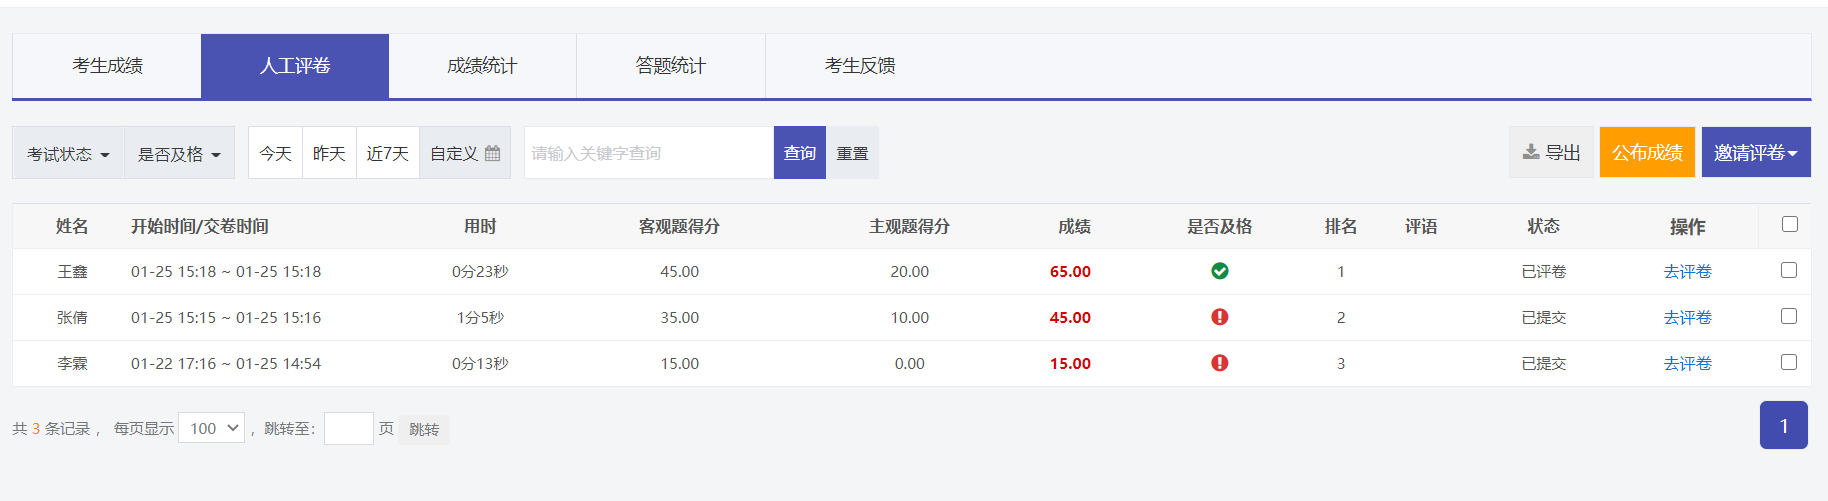 考生成绩 人工评卷 成绩统计 答题统计 考生反馈
考试状态 是否及格 今天 昨天 近7天 自定义 请输入关键字查询 查询 重置 导出 公布成绩 邀请评卷
姓名 开始时间/交卷时间 用时 客观题得分 主观题得分 成绩 是否及格 排名 评语 状态 操作
王鑫 01-25 15:18 ~ 01-25 15:18 0分23秒 45.00 20.00 65.00 1 已评卷 去评卷
张倩 01-25 15:15 ~ 01-25 15:16 1分5秒 35.00 10.00 45.00 2 已提交 去评卷
李霖 01-22 17:16 ~ 01-25 14:54 0分13秒 15.00 0.00 15.00 3 已提交 去评卷
共 3 条记录， 每页显示 100 ，跳转至： 页 跳转 1